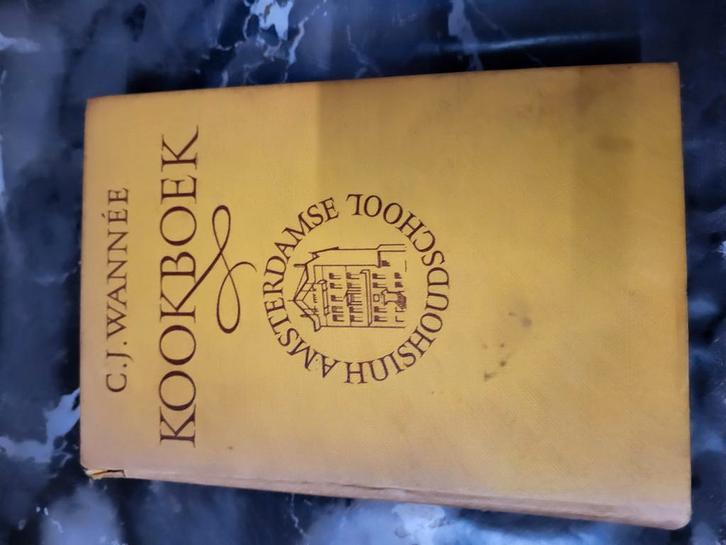 C.J. WANNÉE
KOOKBOEK
AMSTERDAMSE HUISHOUDSCHOOL